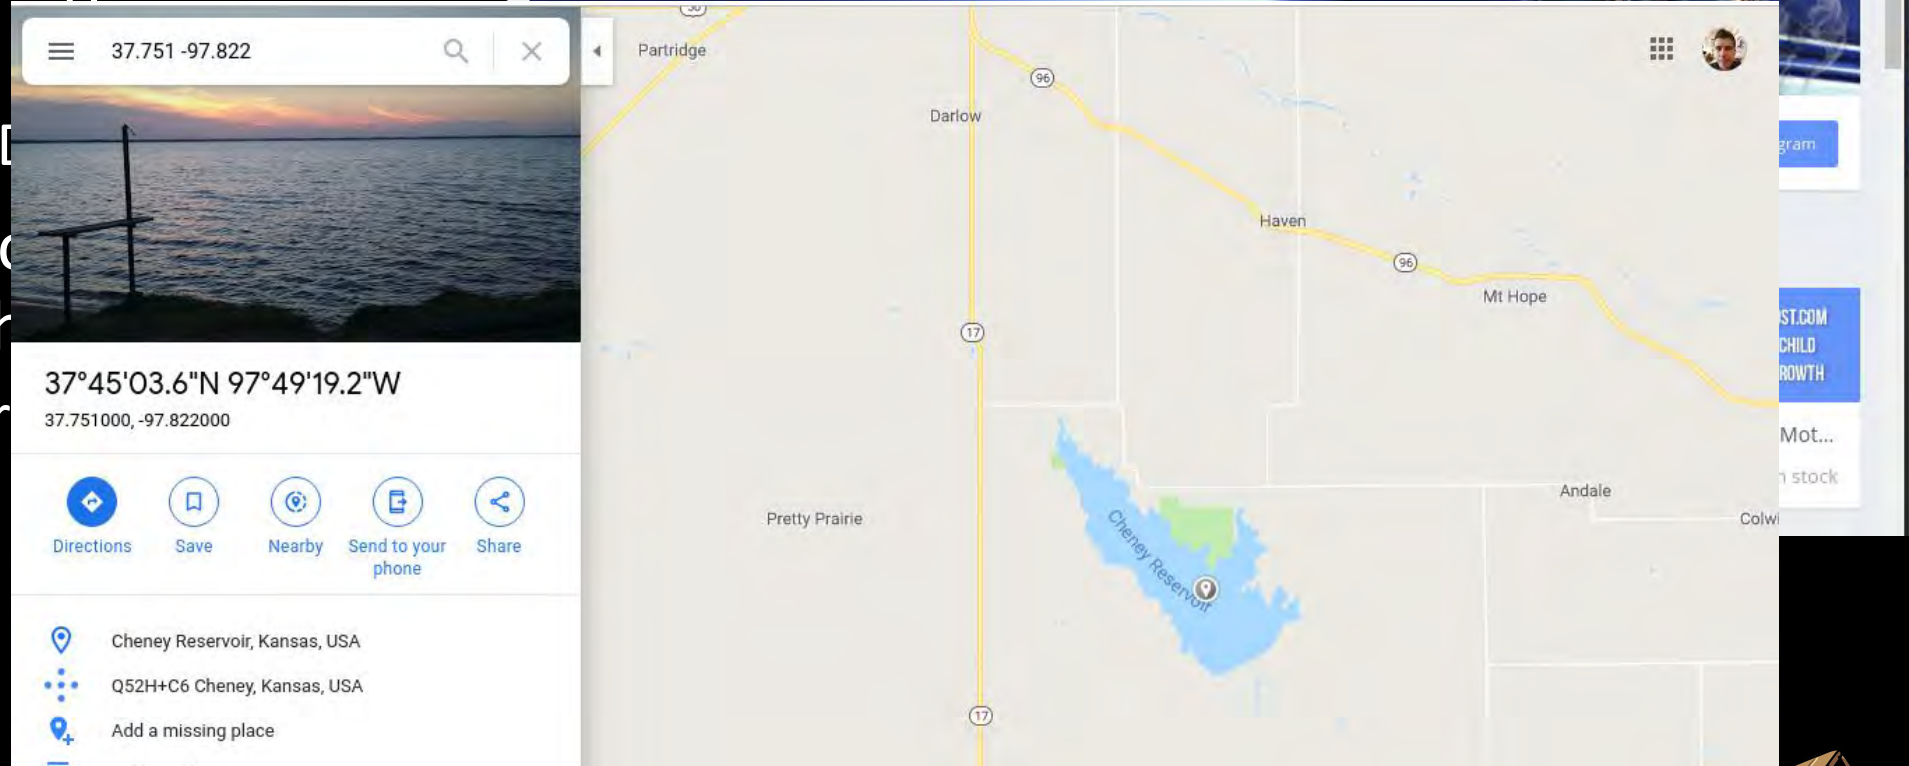 37.751 -97.822
37°45'03.6"N 97°49'19.2"W
37.751000, -97.822000
Directions
Save
Nearby
Send to your
phone
Share
Cheney Reservoir, Kansas, USA
Q52H+C6 Cheney, Kansas, USA
Add a missing place
50
Partridge
96
Darlow
Haven
96
Mt Hope
17
Pretty Prairie
Cheney Reservoir
Andale
Colwi
17
gram
ST.COM
CHILD
ROWTH
Mot...
n stock